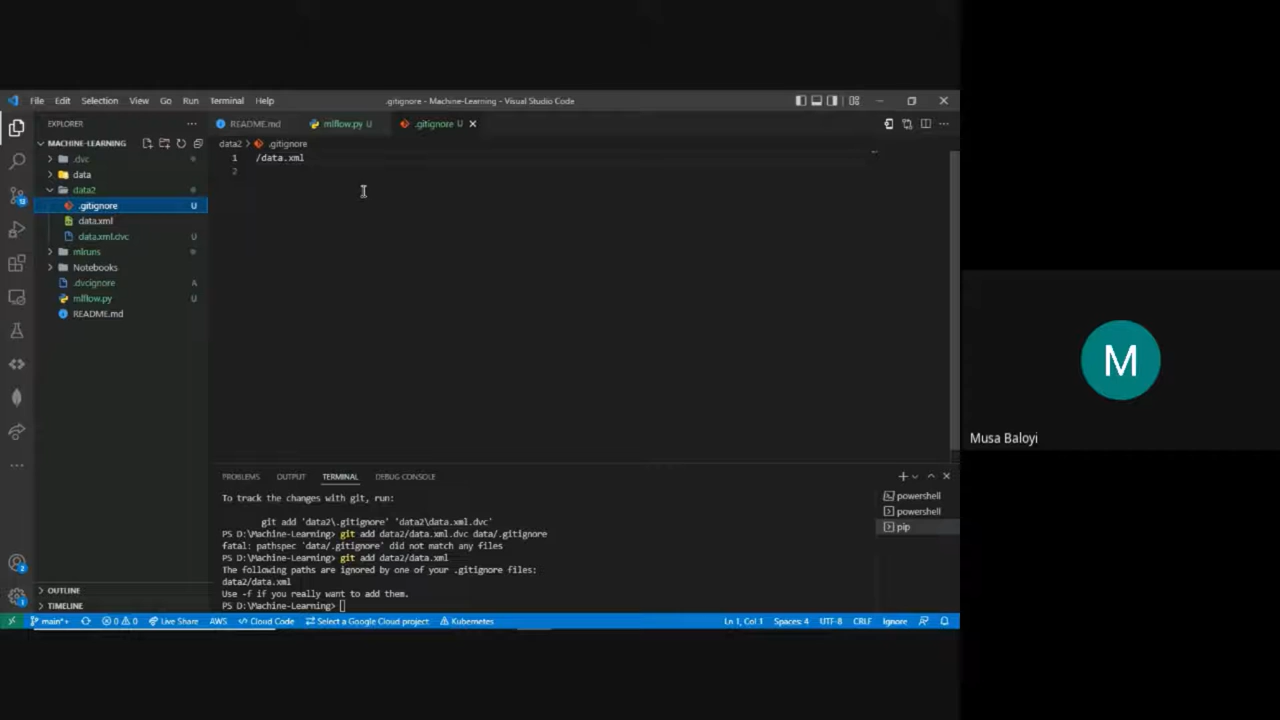 File Edit Selection View Go Run Terminal Help
.gitignore - Machine-Learning - Visual Studio Code
EXPLORER
README.md
mlflow.py U
.gitignore U
MACHINE-LEARNING
.dvc
data
data2
.gitignore U
data.xml
data.xml.dvc U
mlruns
Notebooks
.dvcignore A
mlflow.py U
README.md
data2 > .gitignore
1 /data.xml
2
M
Musa Baloyi
PROBLEMS OUTPUT TERMINAL DEBUG CONSOLE
To track the changes with git, run:
git add 'data2\.gitignore' 'data2\data.xml.dvc'
PS D:\Machine-Learning> git add data2/data.xml.dvc data/.gitignore
fatal: pathspec 'data/.gitignore' did not match any files
PS D:\Machine-Learning> git add data2/data.xml
The following paths are ignored by one of your .gitignore files:
data2/data.xml
Use -f if you really want to add them.
PS D:\Machine-Learning>
powershell
powershell
pip
OUTLINE
TIMELINE
main*+ 0 0 Live Share AWS Cloud Code Select a Google Cloud project Kubernetes
Ln 1, Col 1 Spaces: 4 UTF-8 CRLF Ignore